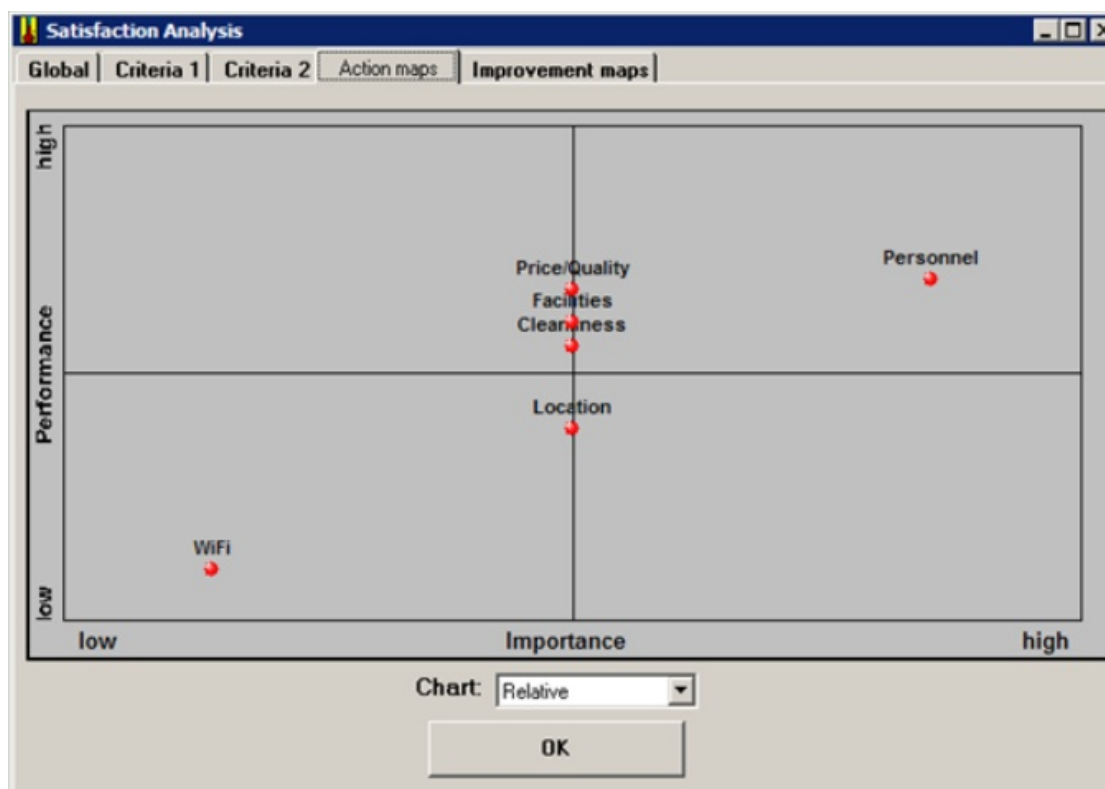 Satisfaction Analysis
Global Criteria 1 Criteria 2 Action maps Improvement maps
high
Performance
low
Price/Quality
Personnel
Facilities
Cleanliness
Location
WiFi
low Importance high
Chart: Relative
OK